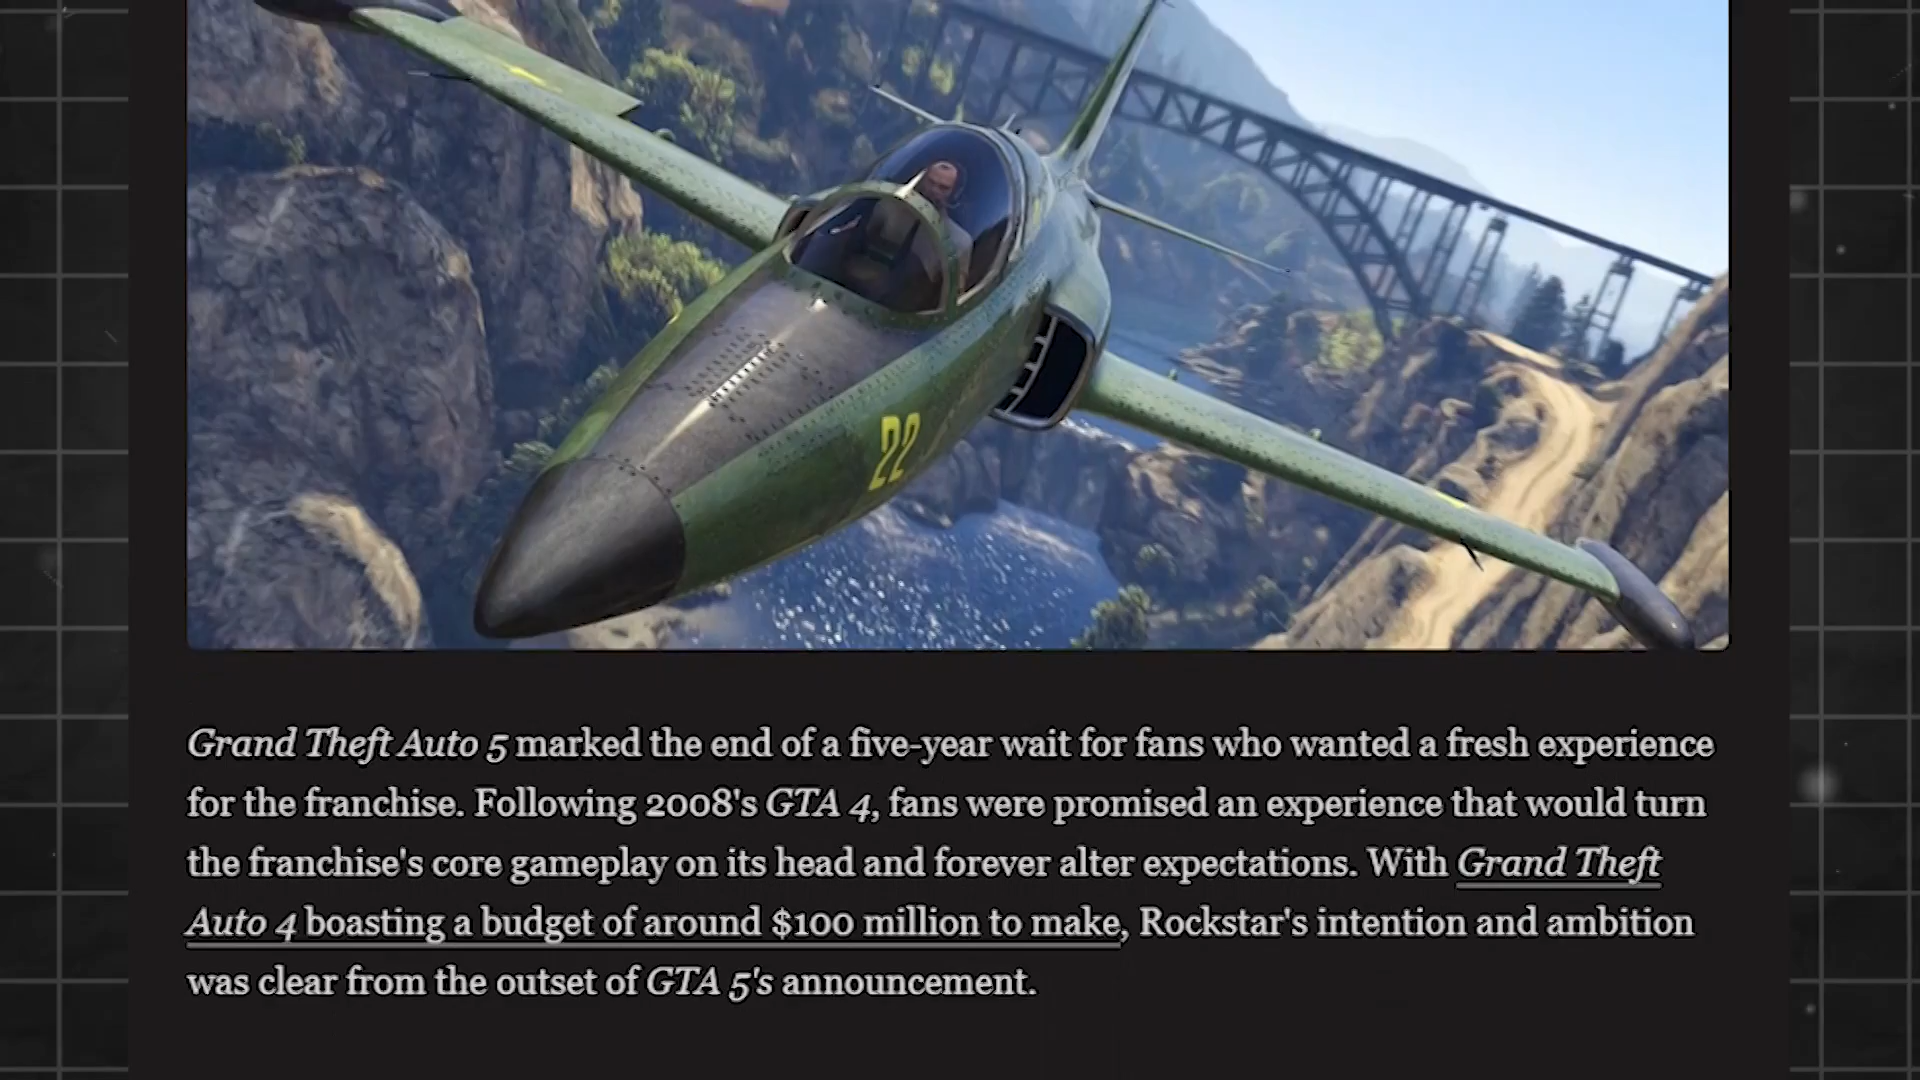 22
Grand Theft Auto 5 marked the end of a five-year wait for fans who wanted a fresh experience
for the franchise. Following 2008's GTA 4, fans were promised an experience that would turn
the franchise's core gameplay on its head and forever alter expectations. With Grand Theft
Auto 4 boasting a budget of around $100 million to make, Rockstar's intention and ambition
was clear from the outset of GTA 5's announcement.